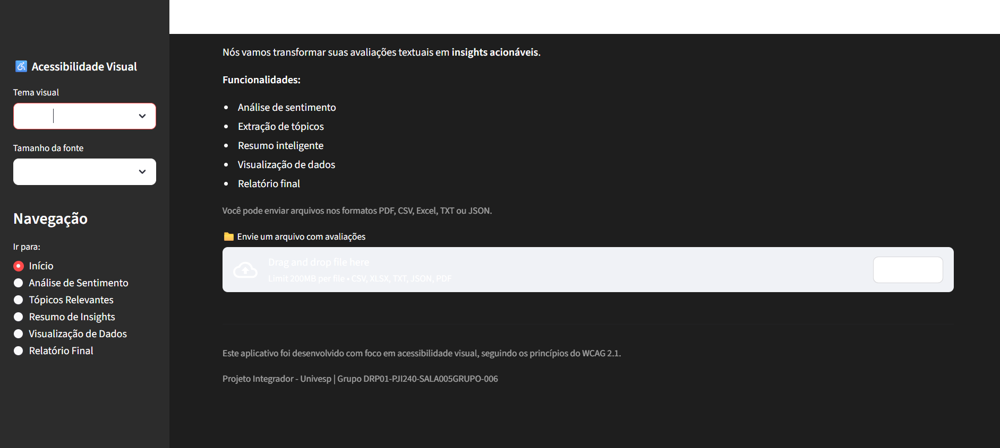 Acessibilidade Visual
Tema visual
Tamanho da fonte
Navegação
Ir para:
Início
Análise de Sentimento
Tópicos Relevantes
Resumo de Insights
Visualização de Dados
Relatório Final
Nós vamos transformar suas avaliações textuais em insights acionáveis.
Funcionalidades:
• Análise de sentimento
• Extração de tópicos
• Resumo inteligente
• Visualização de dados
• Relatório final
Você pode enviar arquivos nos formatos PDF, CSV, Excel, TXT ou JSON.
Envie um arquivo com avaliações
Drag and drop file here
Limit 200MB per file • CSV, XLSX, TXT, JSON, PDF
Este aplicativo foi desenvolvido com foco em acessibilidade visual, seguindo os princípios do WCAG 2.1.
Projeto Integrador - Univesp | Grupo DRP01-PJI240-SALA005GRUPO-006